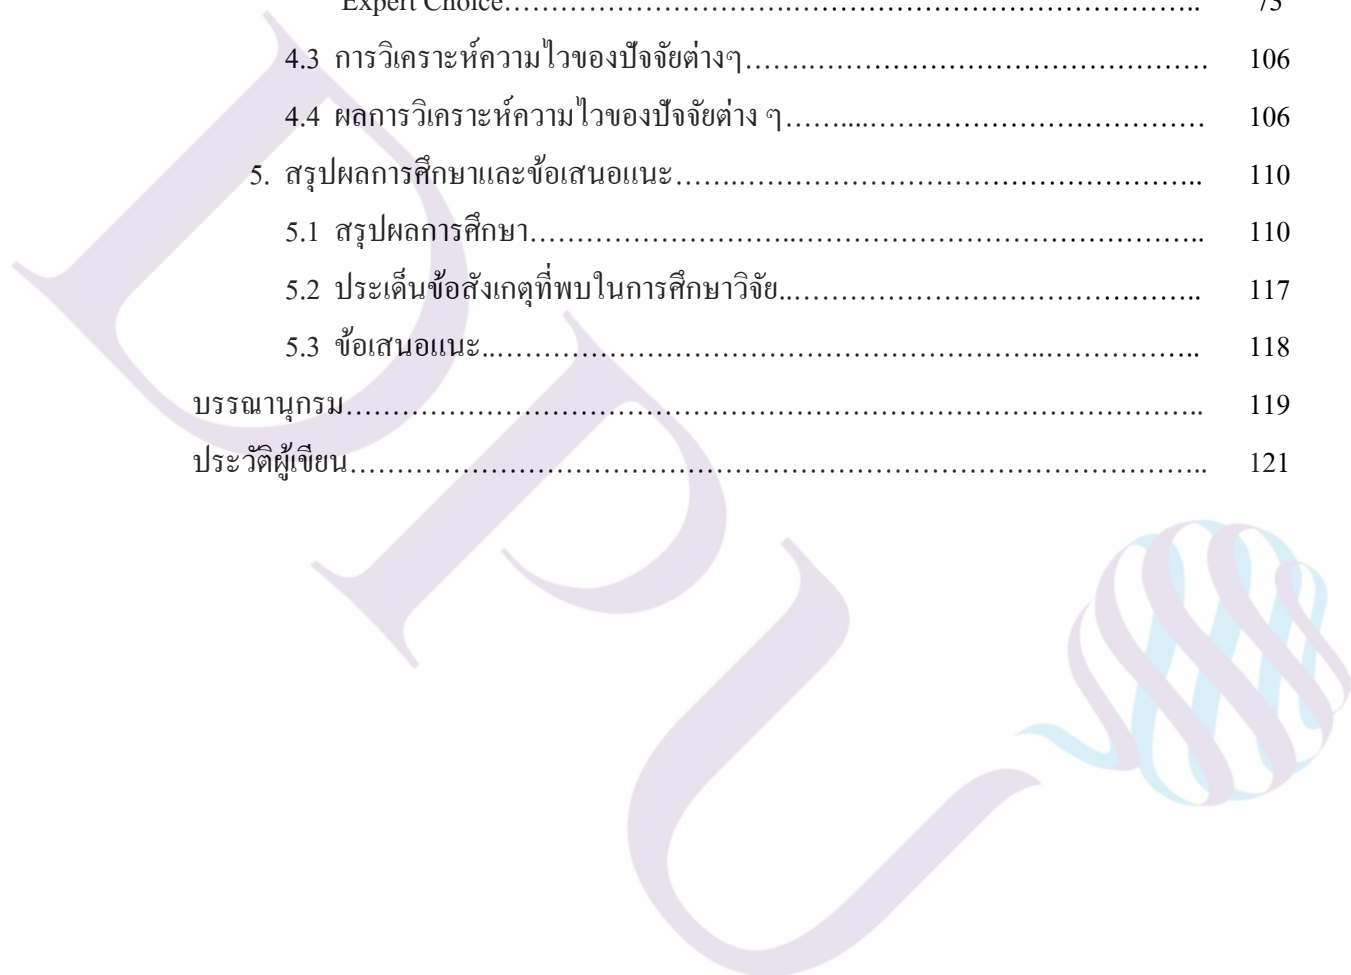 Expert Choice……………………………..…………………………………….. 73
4.3 การวิเคราะห์ความไวของปัจจัยต่างๆ…….……………………………………… 106
4.4 ผลการวิเคราะห์ความไวของปัจจัยต่าง ๆ……....……………………………… 106
5. สรุปผลการศึกษาและข้อเสนอแนะ…….…………………………………………….. 110
5.1 สรุปผลการศึกษา………………………..…………………………………….. 110
5.2 ประเด็นข้อสังเกตุที่พบในการศึกษาวิจัย..…………………………………….. 117
5.3 ข้อเสนอแนะ..……………………………………………………..…………….. 118
บรรณานุกรม……………………………………………………………………………….. 119
ประวัติผู้เขียน……………………………………………………………………………….. 121
DPU